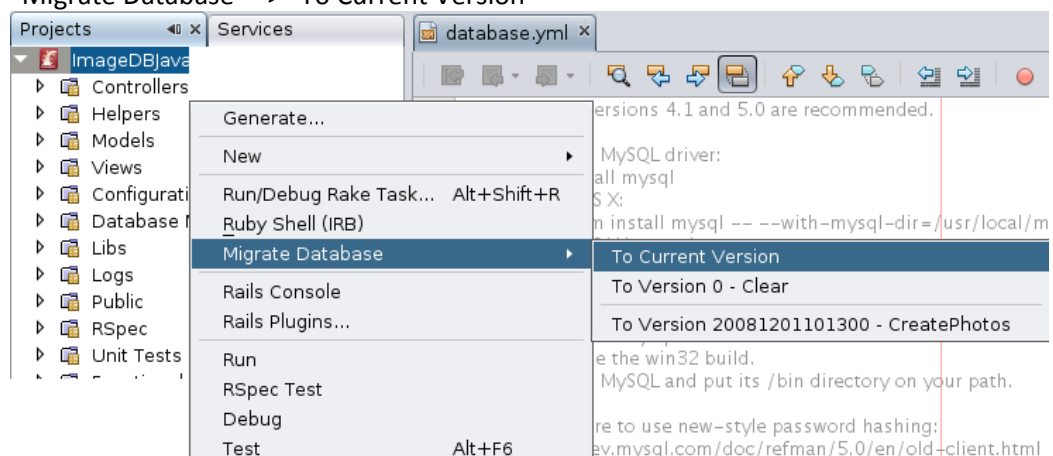 Migrate Database --> To Current Version
Projects
Services
database.yml
ImageDBJava
Controllers
Helpers
Models
Views
Configurati
Database
Libs
Logs
Public
RSpec
Unit Tests
Generate...
New
Run/Debug Rake Task... Alt+Shift+R
Ruby Shell (IRB)
Migrate Database
Rails Console
Rails Plugins...
Run
RSpec Test
Debug
Test Alt+F6
To Current Version
To Version 0 - Clear
To Version 20081201101300 - CreatePhotos
ersions 4.1 and 5.0 are recommended.
MySQL driver:
all mysql
S X:
install mysql -- --with-mysql-dir=/usr/local/m
e the win32 build.
MySQL and put its /bin directory on your path.
re to use new-style password hashing:
ev.mysql.com/doc/refman/5.0/en/old-client.html